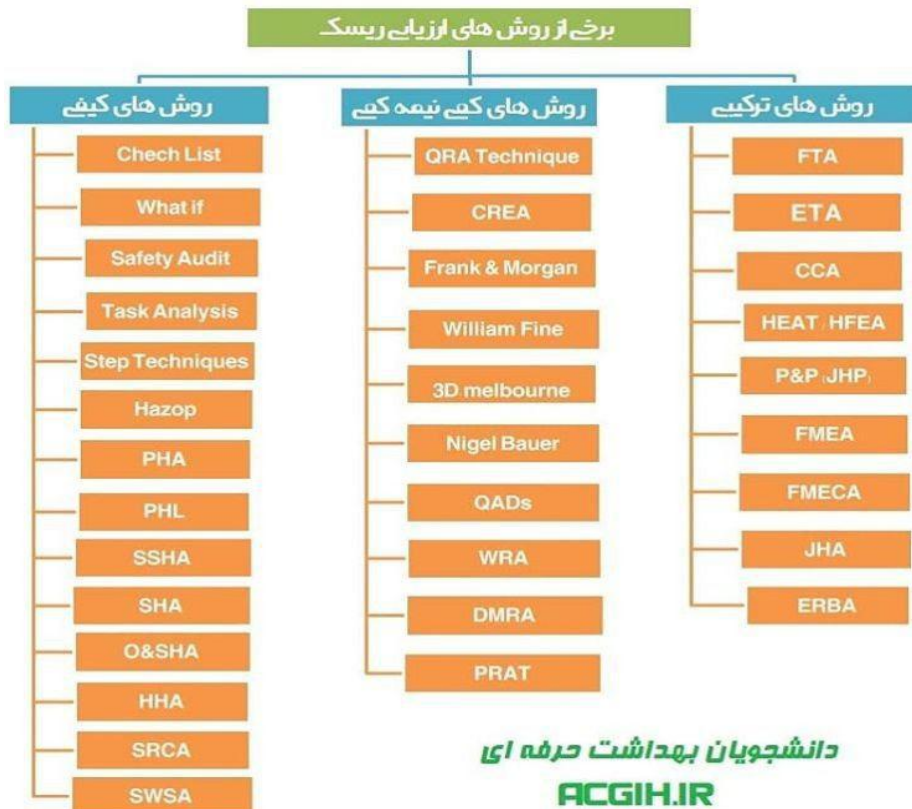 برخی از روش های ارزیابی ریسک
روش های کیفی
Chech List
What if
Safety Audit
Task Analysis
Step Techniques
Hazop
PHA
PHL
SSHA
SHA
O&SHA
HHA
SRCA
SWSA
روش های کمی نیمه کمی
QRA Technique
CREA
Frank & Morgan
William Fine
3D melbourne
Nigel Bauer
QADs
WRA
DMRA
PRAT
روش های ترکیبی
FTA
ETA
CCA
HEAT / HFEA
P&P (JHP)
FMEA
FMECA
JHA
ERBA
دانشجویان بهداشت حرفه ای
ACGIH.IR